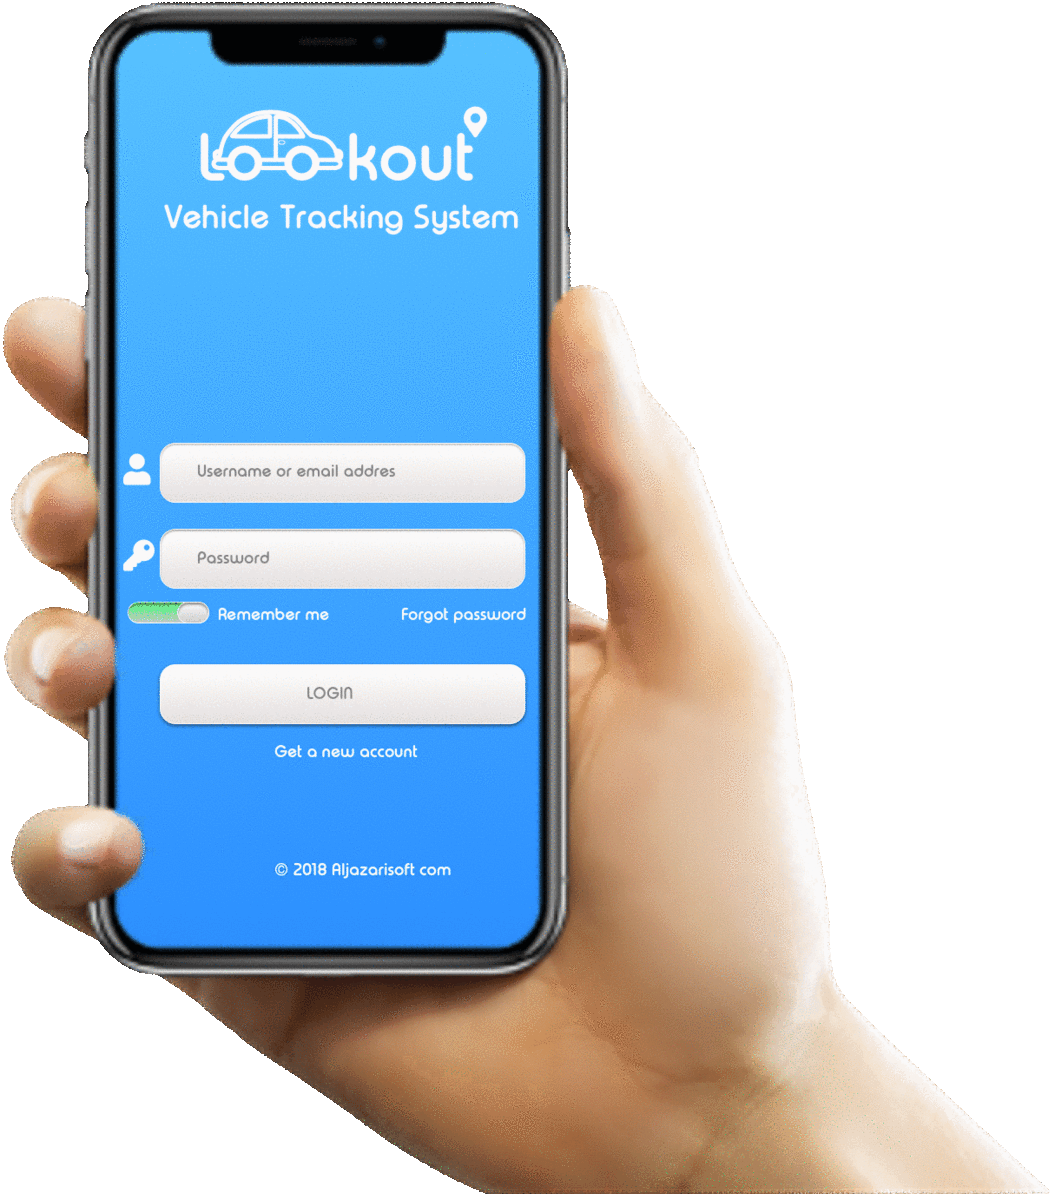 Lookout
Vehicle Tracking System
Username or email addres
Password
Remember me Forgot password
LOGIN
Get a new account
© 2018 Aljazarisoft com